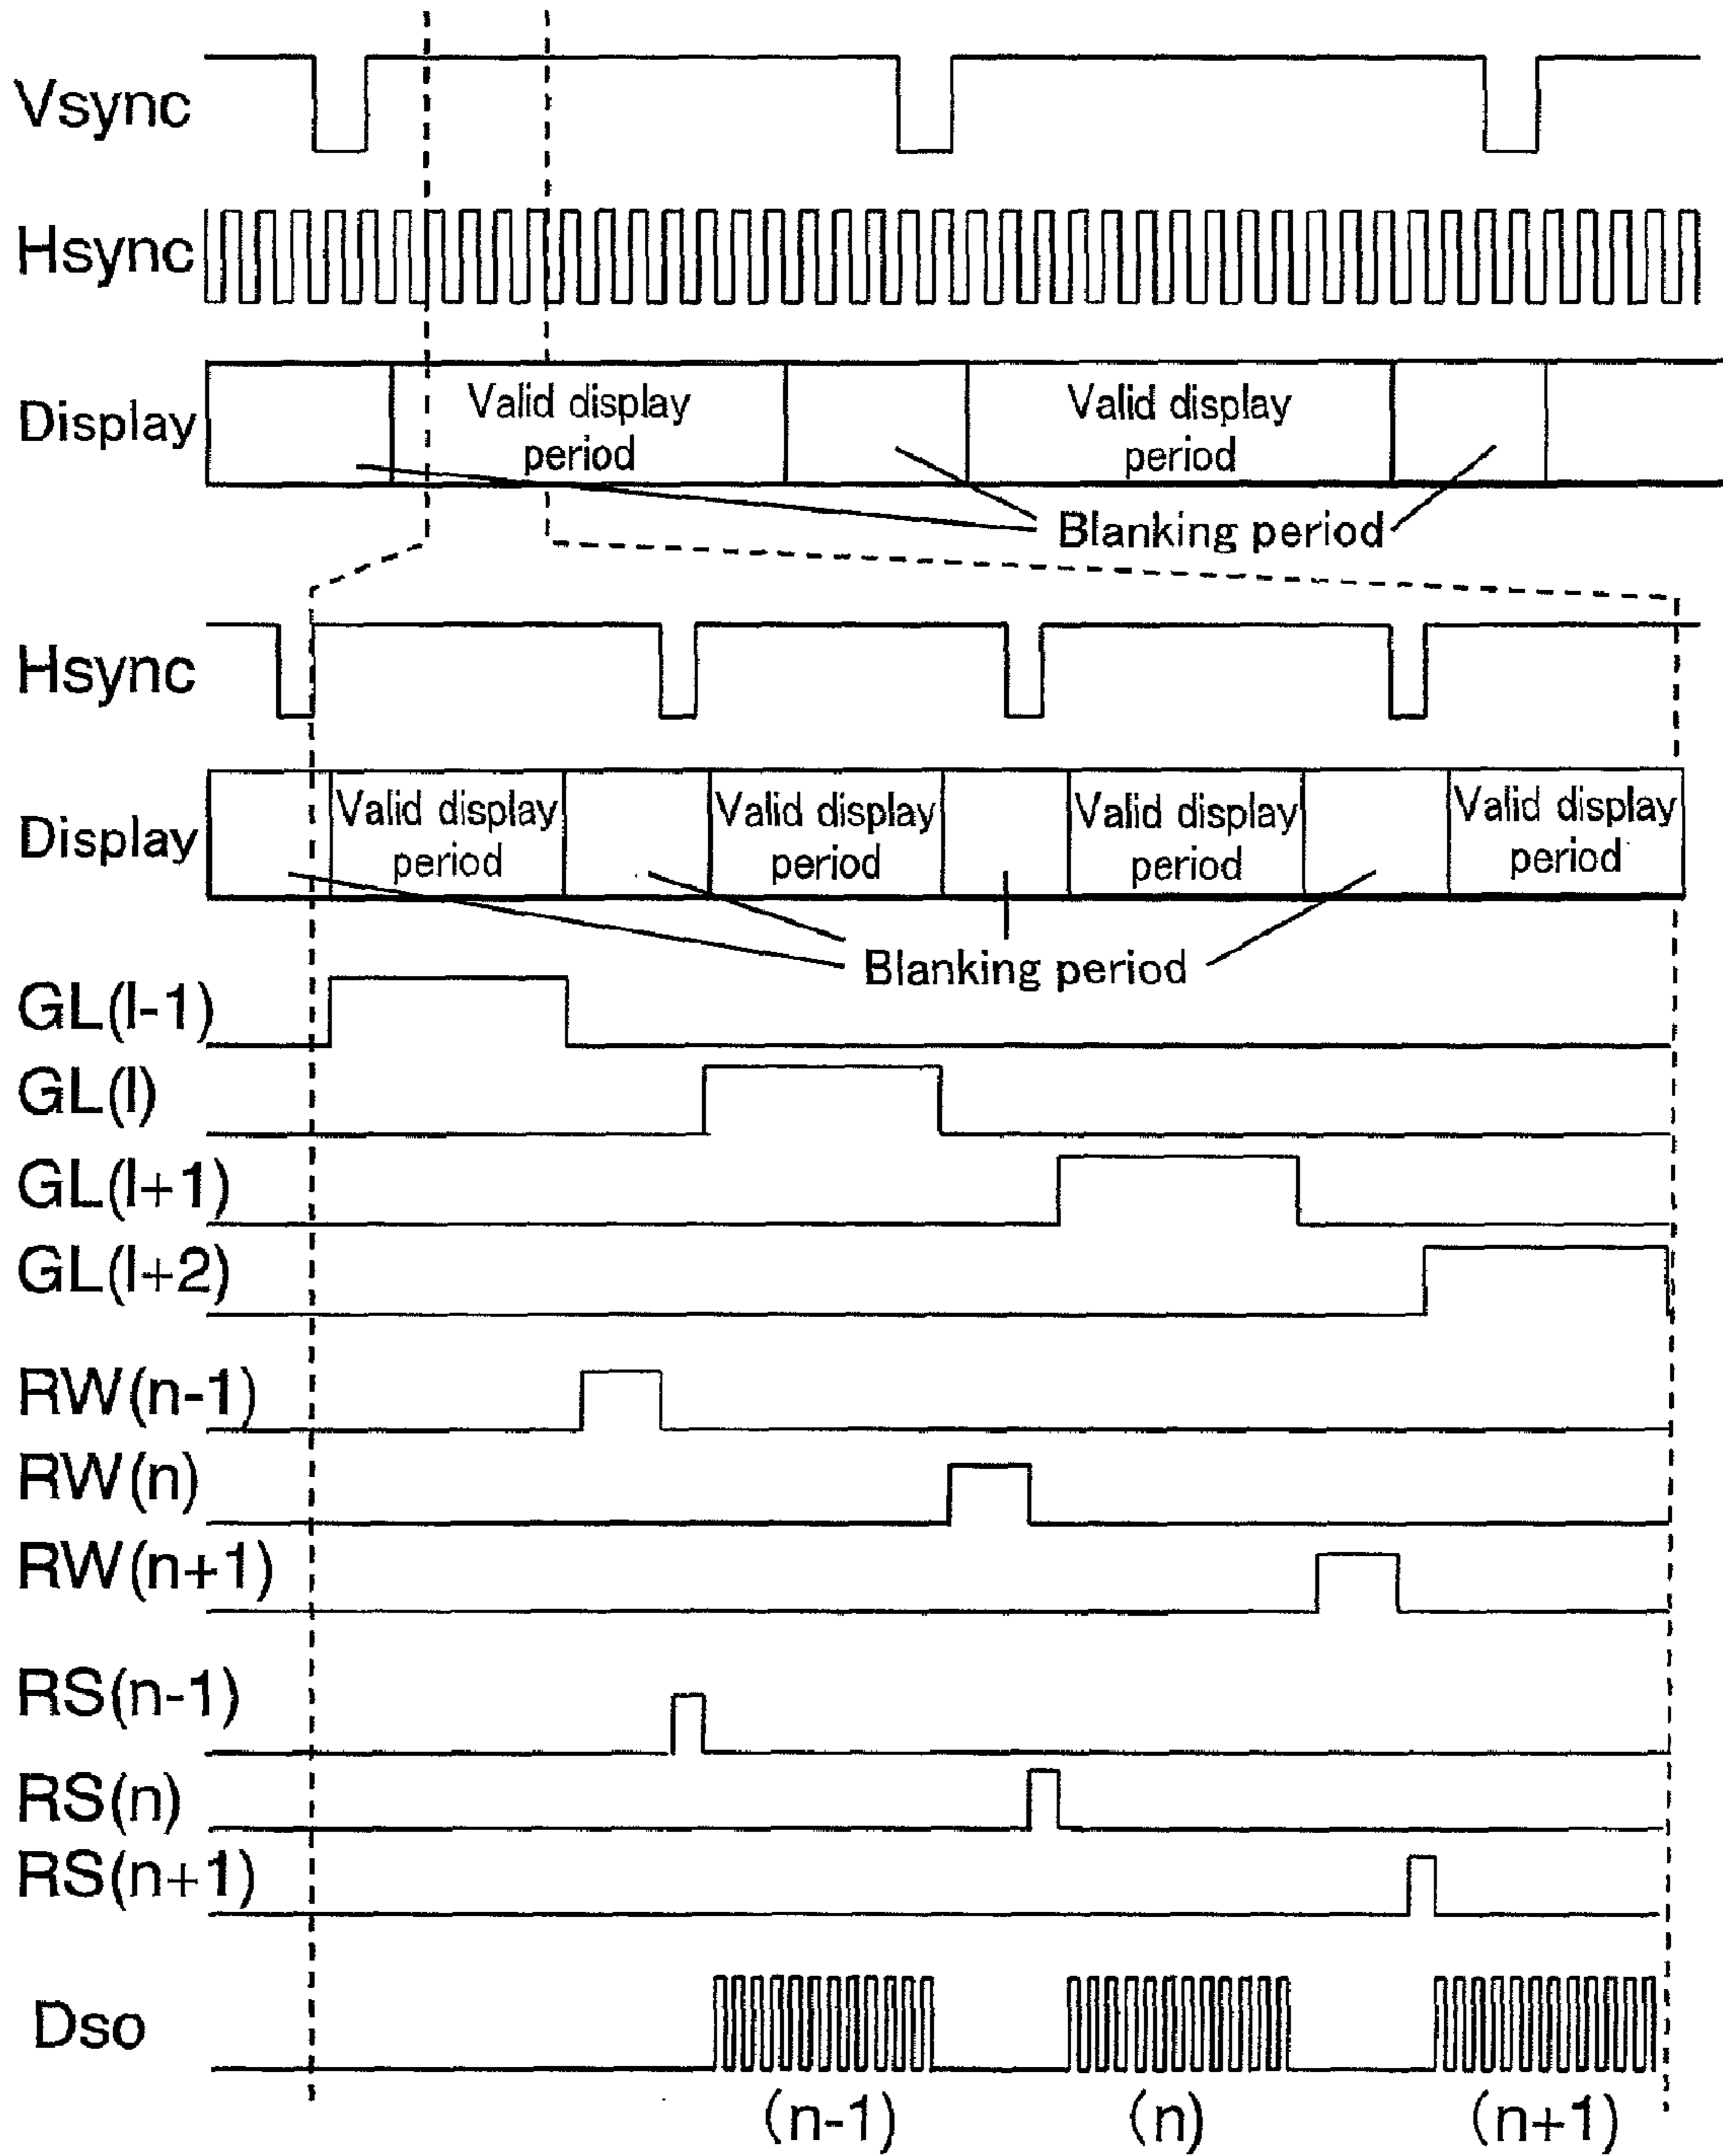 Vsync
Hsync
Display
Valid display
period
Valid display
period
Blanking period
Hsync
Display
Valid display
period
Valid display
period
Valid display
period
Valid display
period
Blanking period
GL(l-1)
GL(l)
GL(l+1)
GL(l+2)
RW(n-1)
RW(n)
RW(n+1)
RS(n-1)
RS(n)
RS(n+1)
Dso
(n-1) (n) (n+1)